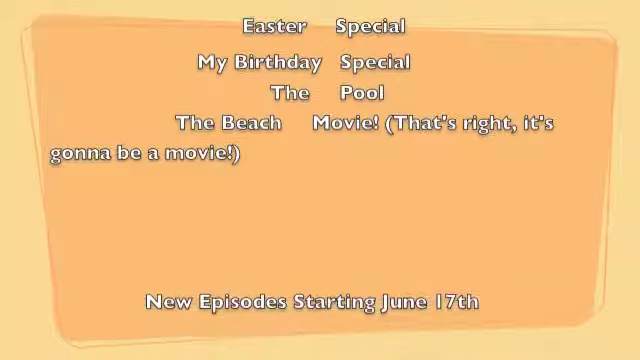 Easter Special
My Birthday Special
The Pool
The Beach Movie! (That's right, it's
gonna be a movie!)
New Episodes Starting June 17th